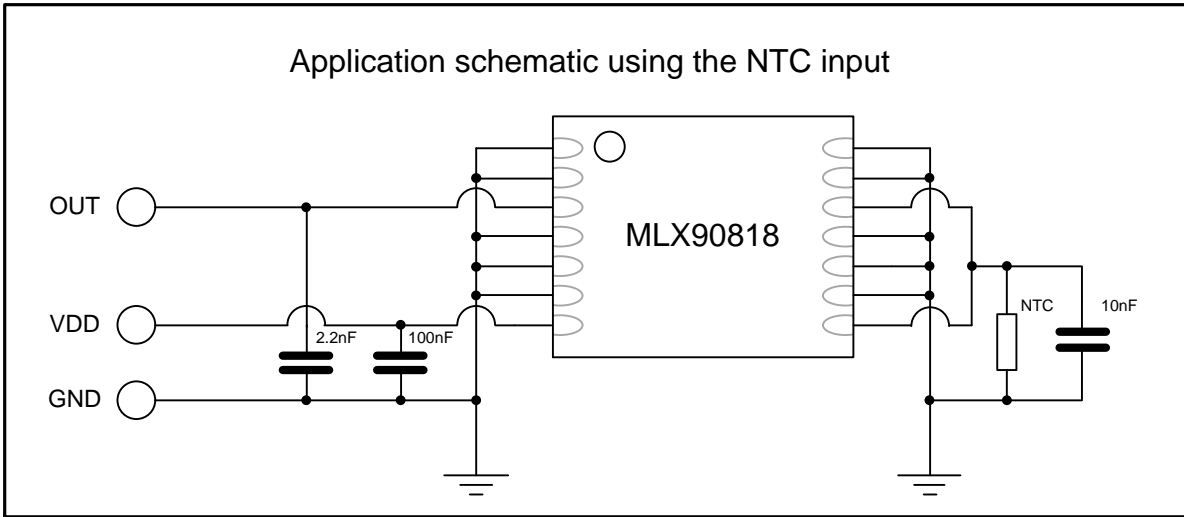 Application schematic using the NTC input
OUT
MLX90818
VDD
2.2nF
100nF
NTC
10nF
GND